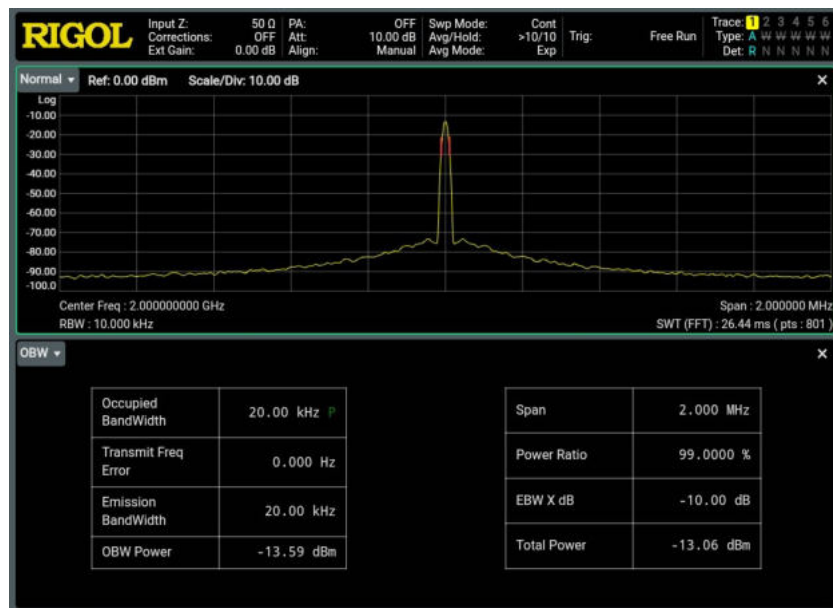 RIGOL
Input Z: 50 Ω PA: OFF Swp Mode: Cont Trace: 1 2 3 4 5 6
Corrections: OFF Att: 10.00 dB Avg/Hold: >10/10 Trig: Free Run Type: A W W W W W
Ext Gain: 0.00 dB Align: Manual Avg Mode: Exp Det: R N N N N N
Normal Ref: 0.00 dBm Scale/Div: 10.00 dB
Log
-10.00
-20.00
-30.00
-40.00
-50.00
-60.00
-70.00
-80.00
-90.00
-100.0
Center Freq : 2.000000000 GHz Span : 2.000000 MHz
RBW : 10.000 kHz SWT (FFT) : 26.44 ms ( pts : 801 )
OBW
Occupied BandWidth 20.00 kHz P
Transmit Freq Error 0.000 Hz
Emission BandWidth 20.00 kHz
OBW Power -13.59 dBm
Span 2.000 MHz
Power Ratio 99.0000 %
EBW X dB -10.00 dB
Total Power -13.06 dBm